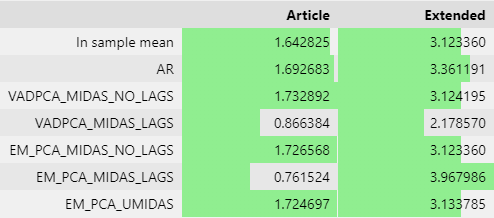 Article Extended
In sample mean 1.642825 3.123360
AR 1.692683 3.361191
VADPCA_MIDAS_NO_LAGS 1.732892 3.124195
VADPCA_MIDAS_LAGS 0.866384 2.178570
EM_PCA_MIDAS_NO_LAGS 1.726568 3.123360
EM_PCA_MIDAS_LAGS 0.761524 3.967986
EM_PCA_UMIDAS 1.724697 3.133785